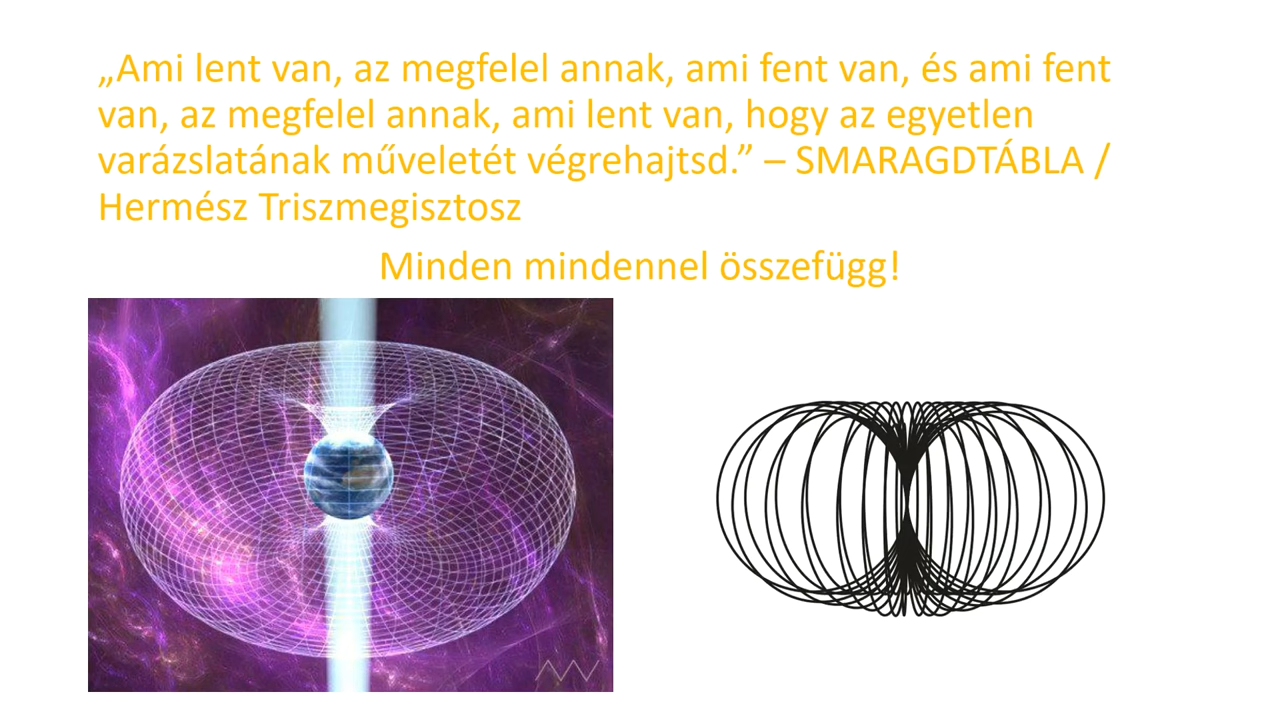 „Ami lent van, az megfelel annak, ami fent van, és ami fent
van, az megfelel annak, ami lent van, hogy az egyetlen
varázslatának műveletét végrehajtsd.” – SMARAGDTÁBLA /
Hermész Triszmegisztosz
Minden mindennel összefügg!